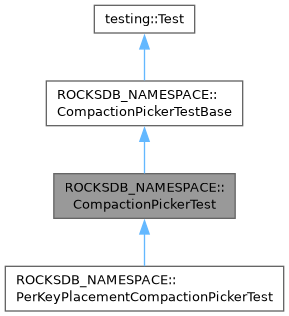 testing::Test
ROCKSDB_NAMESPACE::
CompactionPickerTestBase
ROCKSDB_NAMESPACE::
CompactionPickerTest
ROCKSDB_NAMESPACE::
PerKeyPlacementCompactionPickerTest